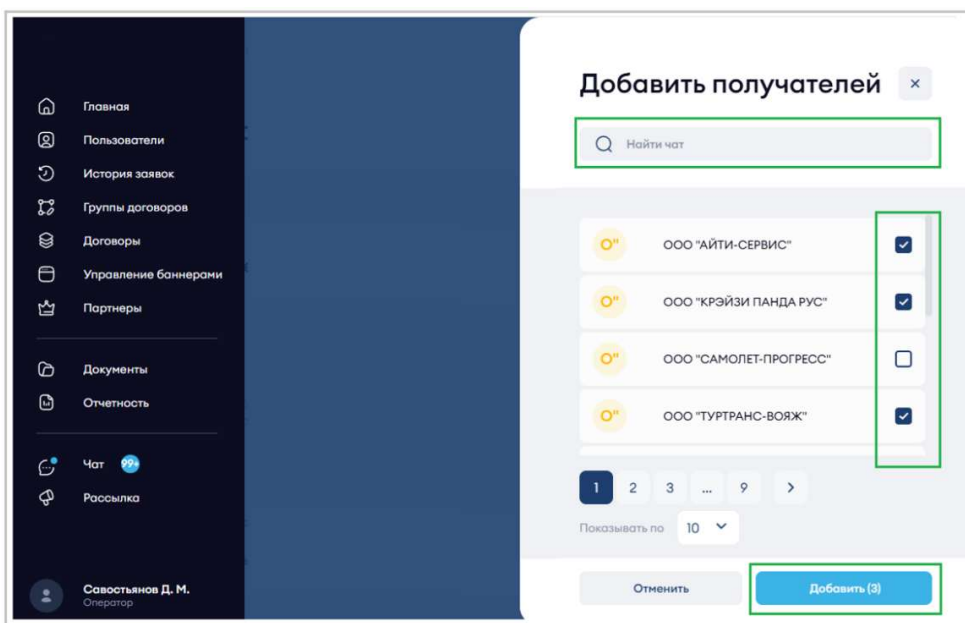 Главная
Пользователи
История заявок
Группы договоров
Договоры
Управление баннерами
Партнеры
Документы
Отчетность
Чат 99+
Рассылка
Савостьянов Д. М.
Оператор
Добавить получателей
Найти чат
О" ООО "АЙТИ-СЕРВИС"
О" ООО "КРЭЙЗИ ПАНДА РУС"
О" ООО "САМОЛЕТ-ПРОГРЕСС"
О" ООО "ТУРТРАНС-ВОЯЖ"
1 2 3 ... 9 >
Показывать по 10
Отменить Добавить (3)